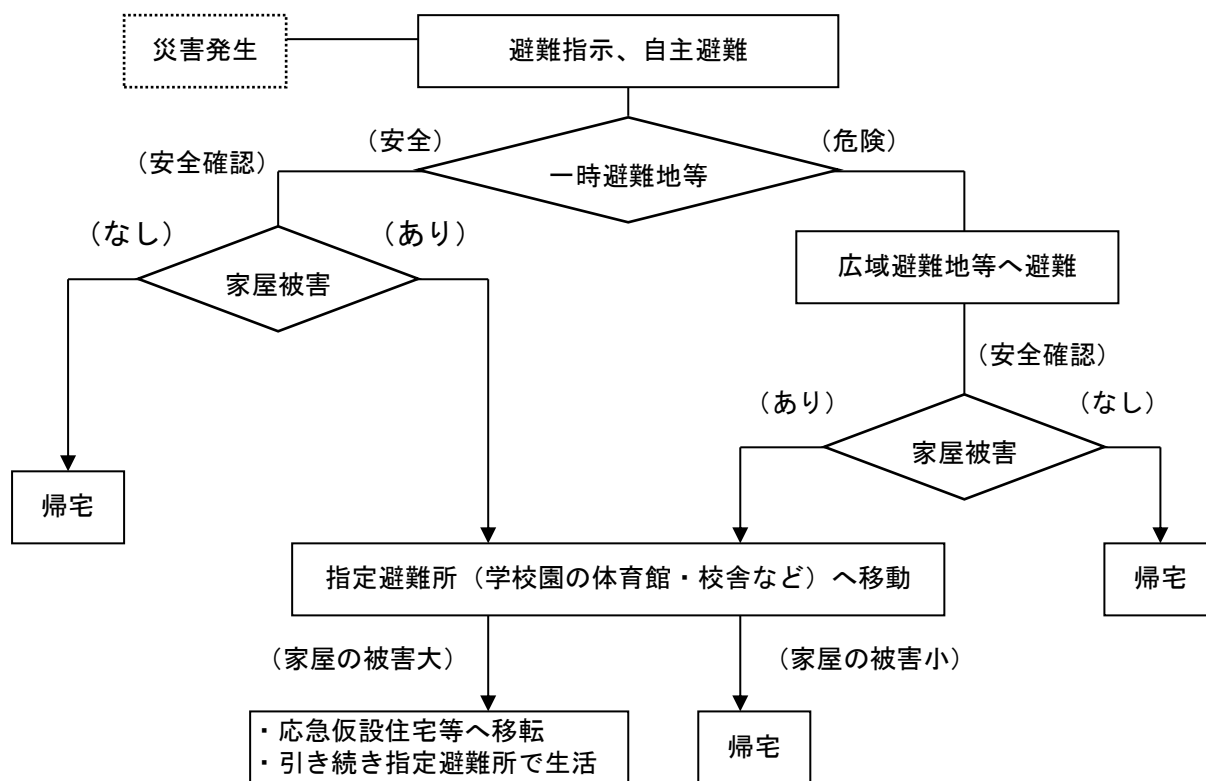 災害発生
避難指示、自主避難
（安全）
（危険）
（安全確認）
一時避難地等
（なし）
（あり）
家屋被害
広域避難地等へ避難
（安全確認）
（あり）
（なし）
家屋被害
帰宅
指定避難所（学校園の体育館・校舎など）へ移動
帰宅
（家屋の被害大）
（家屋の被害小）
・応急仮設住宅等へ移転
・引き続き指定避難所で生活
帰宅